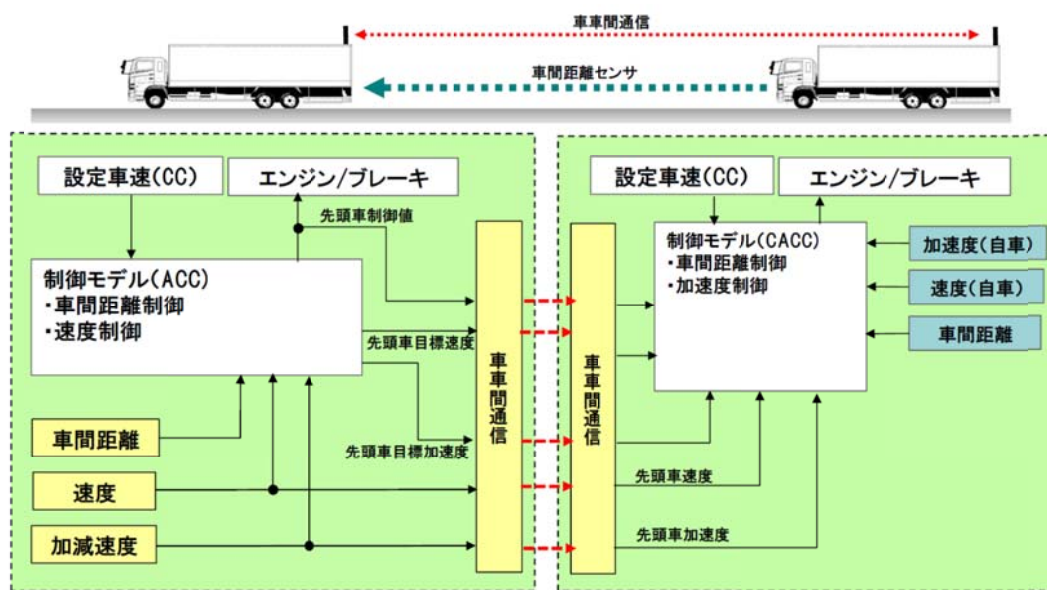 車車間通信
車間距離センサ
設定車速(CC)
エンジン/ブレーキ
先頭車制御値
制御モデル(ACC)
・車間距離制御
・速度制御
先頭車目標速度
車間距離
先頭車目標加速度
速度
加減速度
車車間通信
車車間通信
設定車速(CC)
エンジン/ブレーキ
制御モデル(CACC)
・車間距離制御
・加速度制御
加速度(自車)
速度(自車)
車間距離
先頭車速度
先頭車加速度